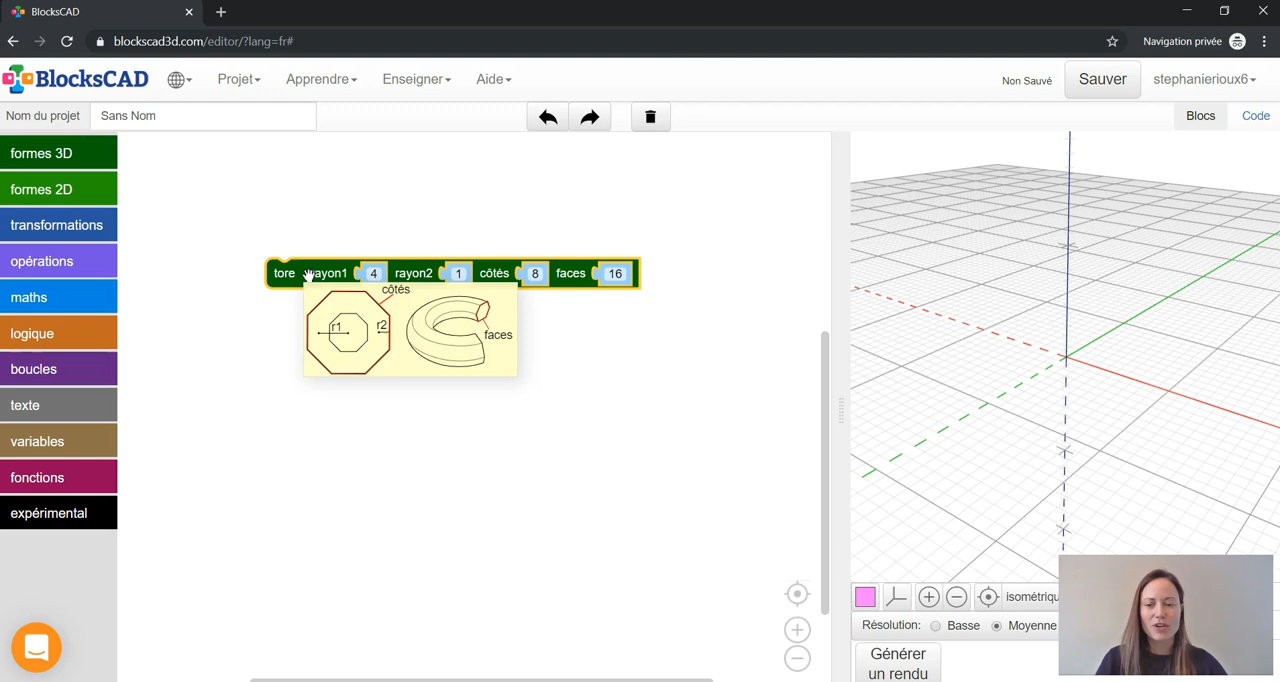 BlocksCAD
blockscad3d.com/editor/?lang=fr#
Navigation privée
BlocksCAD
Projet
Apprendre
Enseigner
Aide
Non Sauvé
Sauver
stephanierioux6
Nom du projet
Sans Nom
Blocs
Code
formes 3D
formes 2D
transformations
opérations
maths
logique
boucles
texte
variables
fonctions
expérimental
tore rayon1 4 rayon2 1 côtés 8 faces 16
côtés
r1
r2
faces
isométriqu
Résolution: Basse Moyenne
Générer
un rendu